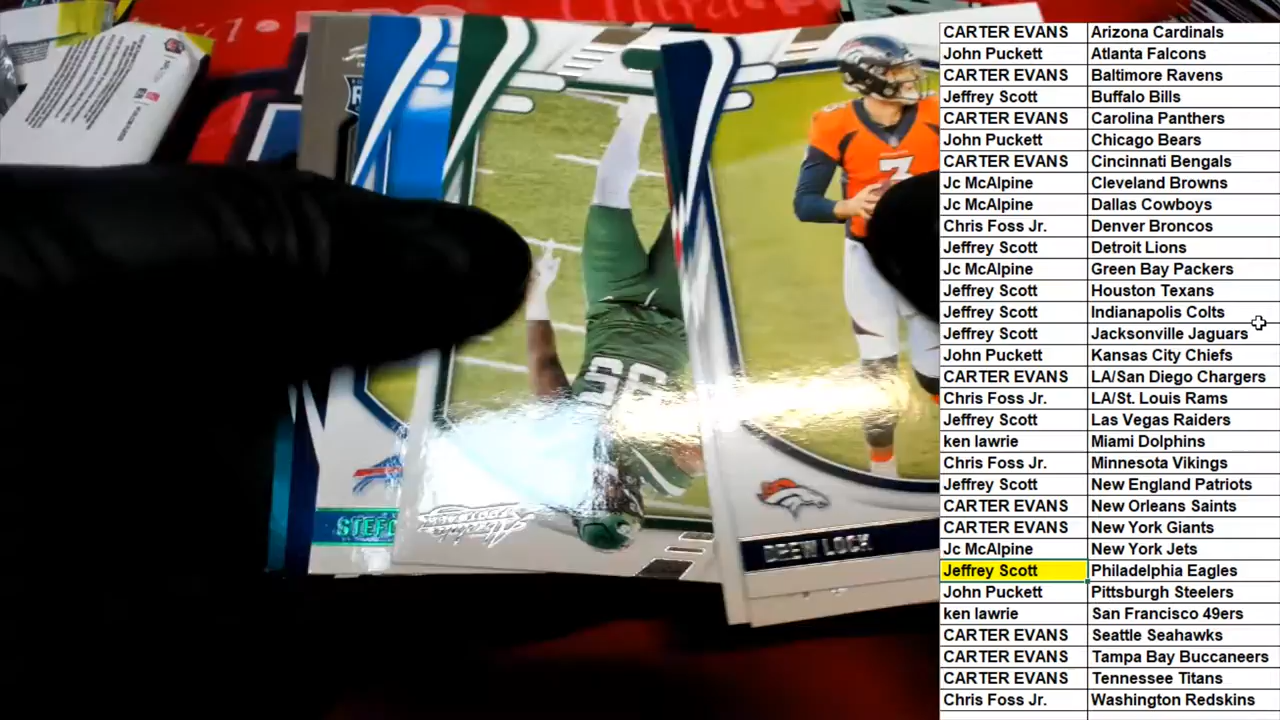 CARTER EVANS Arizona Cardinals
John Puckett Atlanta Falcons
CARTER EVANS Baltimore Ravens
Jeffrey Scott Buffalo Bills
CARTER EVANS Carolina Panthers
John Puckett Chicago Bears
CARTER EVANS Cincinnati Bengals
Jc McAlpine Cleveland Browns
Jc McAlpine Dallas Cowboys
Chris Foss Jr. Denver Broncos
Jeffrey Scott Detroit Lions
Jc McAlpine Green Bay Packers
Jeffrey Scott Houston Texans
Jeffrey Scott Indianapolis Colts
Jeffrey Scott Jacksonville Jaguars
John Puckett Kansas City Chiefs
CARTER EVANS LA/San Diego Chargers
Chris Foss Jr. LA/St. Louis Rams
Jeffrey Scott Las Vegas Raiders
ken lawrie Miami Dolphins
Chris Foss Jr. Minnesota Vikings
Jeffrey Scott New England Patriots
CARTER EVANS New Orleans Saints
CARTER EVANS New York Giants
Jc McAlpine New York Jets
Jeffrey Scott Philadelphia Eagles
John Puckett Pittsburgh Steelers
ken lawrie San Francisco 49ers
CARTER EVANS Seattle Seahawks
CARTER EVANS Tampa Bay Buccaneers
CARTER EVANS Tennessee Titans
Chris Foss Jr. Washington Redskins
3
STEF
Absolute
DREW LOCK